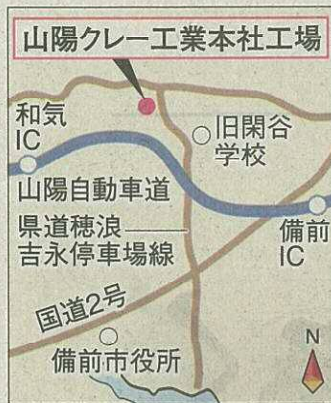 山陽クレー工業本社工場
和気
IC
旧閑谷
学校
山陽自動車道
県道穂浪
吉永停車場線
備前
IC
国道2号
備前市役所
N